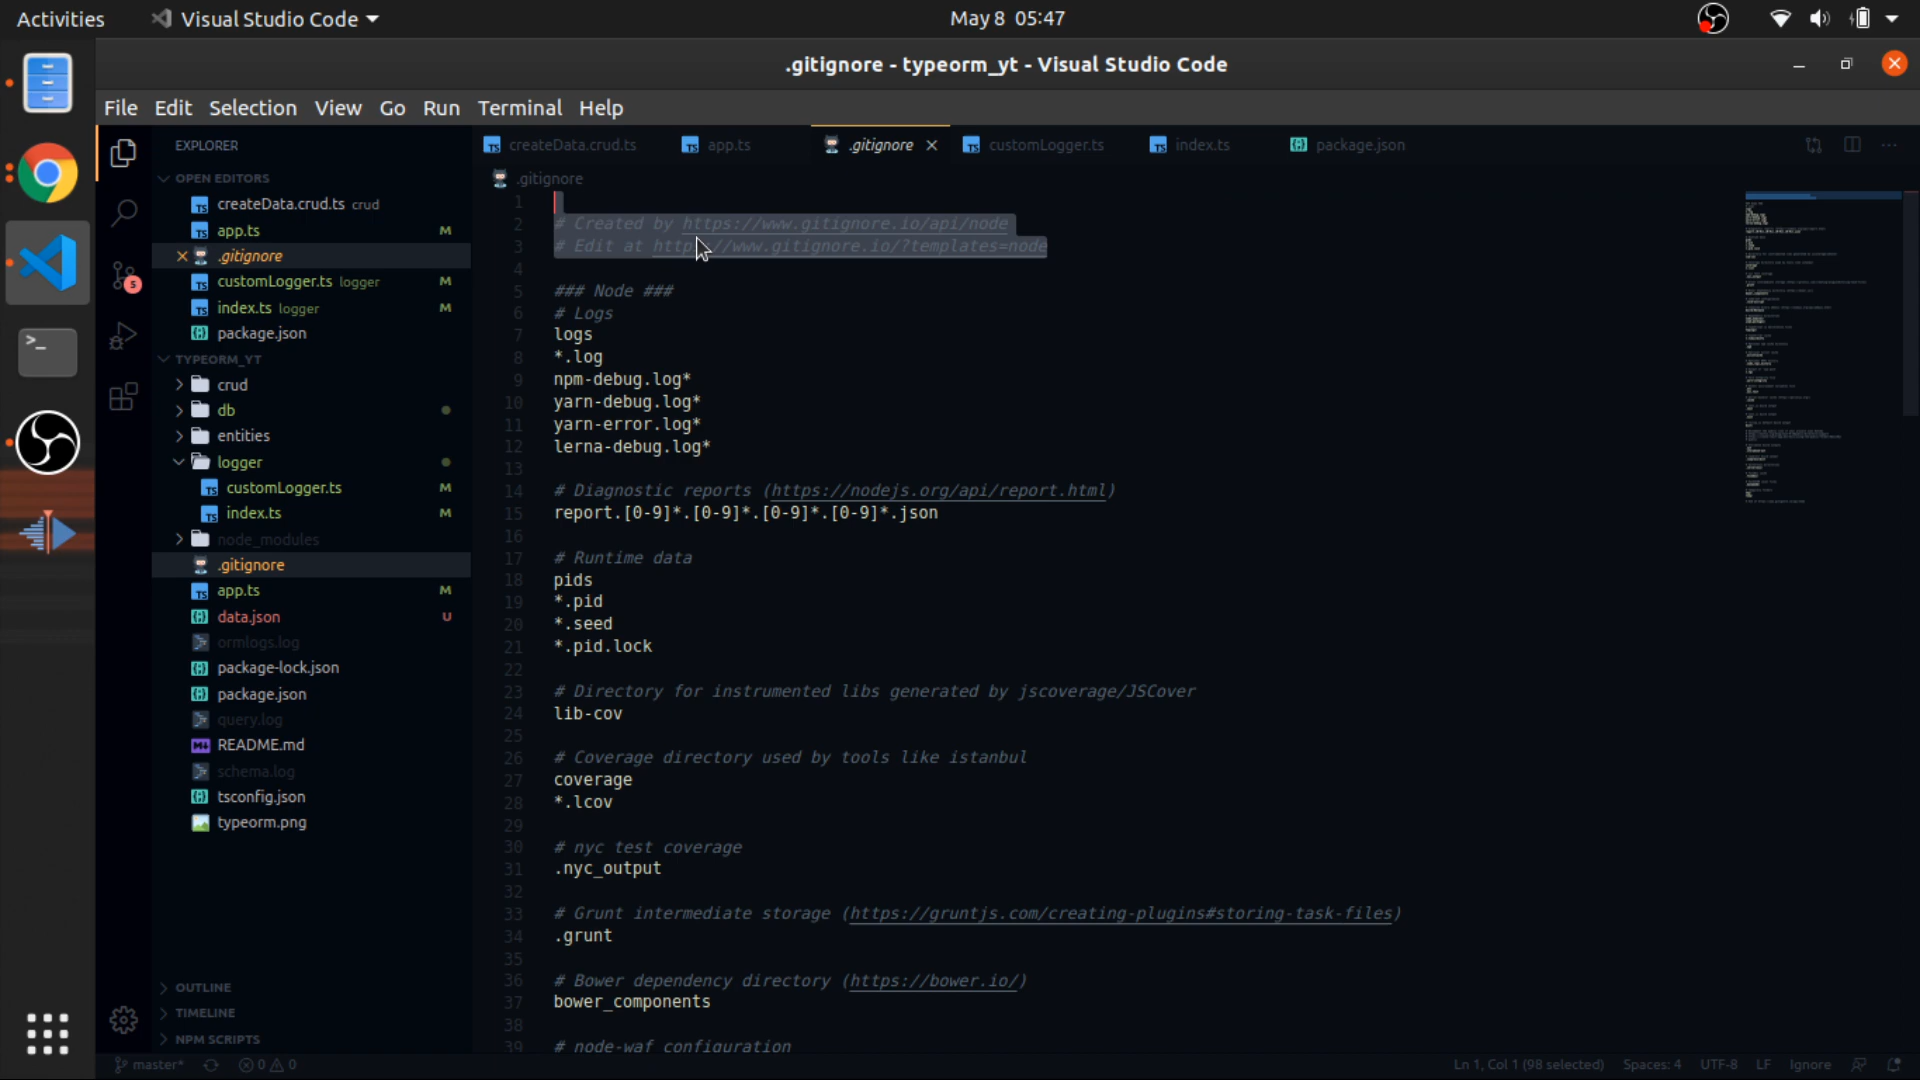 Activities
Visual Studio Code
May 8 05:47
.gitignore - typeorm_yt - Visual Studio Code
File Edit Selection View Go Run Terminal Help
EXPLORER
OPEN EDITORS
createData.crud.ts crud
app.ts M
.gitignore
customLogger.ts logger M
index.ts logger M
package.json
TYPEORM_YT
crud
db
entities
logger
customLogger.ts M
index.ts M
node_modules
.gitignore
app.ts M
data.json U
ormlogs.log
package-lock.json
package.json
query.log
README.md
schema.log
tsconfig.json
typeorm.png
OUTLINE
TIMELINE
NPM SCRIPTS
5
createData.crud.ts app.ts .gitignore customLogger.ts index.ts package.json
.gitignore
1
2 # Created by https://www.gitignore.io/api/node
3 # Edit at https://www.gitignore.io/?templates=node
4
5 ### Node ###
6 # Logs
7 logs
8 *.log
9 npm-debug.log*
10 yarn-debug.log*
11 yarn-error.log*
12 lerna-debug.log*
13
14 # Diagnostic reports (https://nodejs.org/api/report.html)
15 report.[0-9]*.[0-9]*.[0-9]*.[0-9]*.json
16
17 # Runtime data
18 pids
19 *.pid
20 *.seed
21 *.pid.lock
22
23 # Directory for instrumented libs generated by jscoverage/JSCover
24 lib-cov
25
26 # Coverage directory used by tools like istanbul
27 coverage
28 *.lcov
29
30 # nyc test coverage
31 .nyc_output
32
33 # Grunt intermediate storage (https://gruntjs.com/creating-plugins#storing-task-files)
34 .grunt
35
36 # Bower dependency directory (https://bower.io/)
37 bower_components
38
39 # node-waf configuration
master* 0 0 Ln 1, Col 1 (98 selected) Spaces: 4 UTF-8 LF Ignore